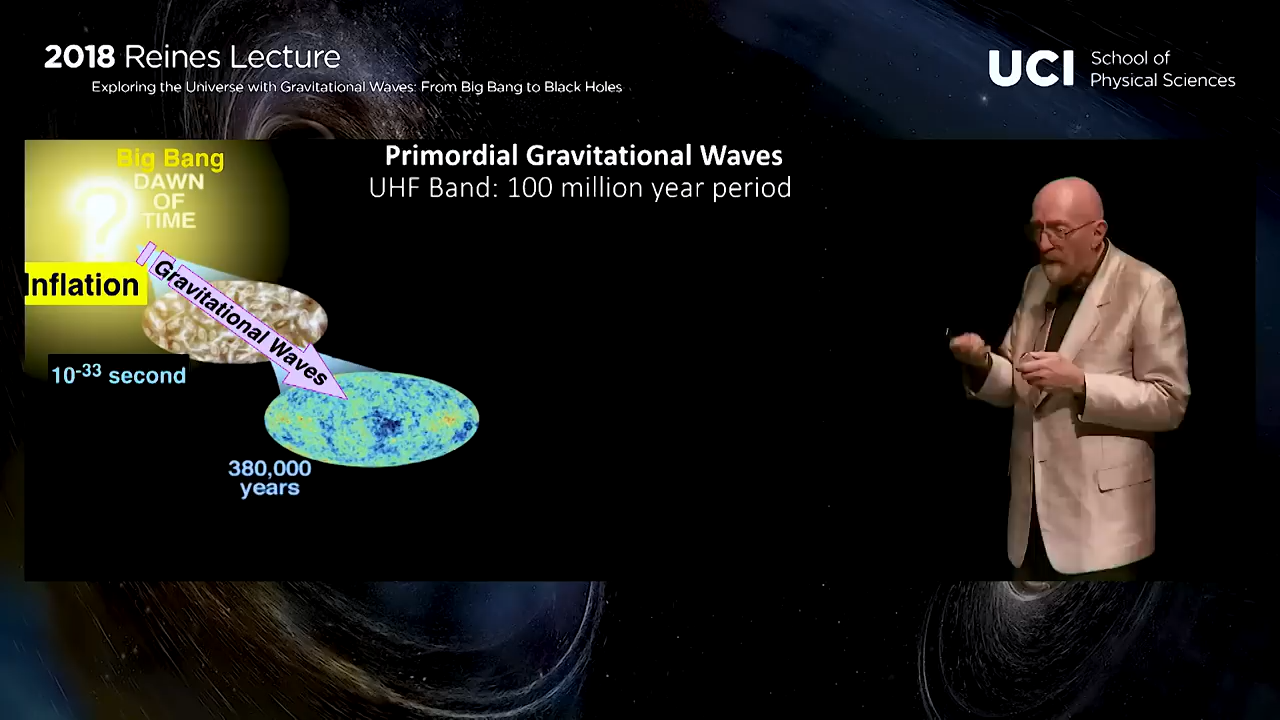 2018 Reines Lecture
Exploring the Universe with Gravitational Waves: From Big Bang to Black Holes
UCI School of
Physical Sciences
Primordial Gravitational Waves
UHF Band: 100 million year period
Big Bang
DAWN
OF
TIME
?
Inflation
Gravitational Waves
10⁻³³ second
380,000
years